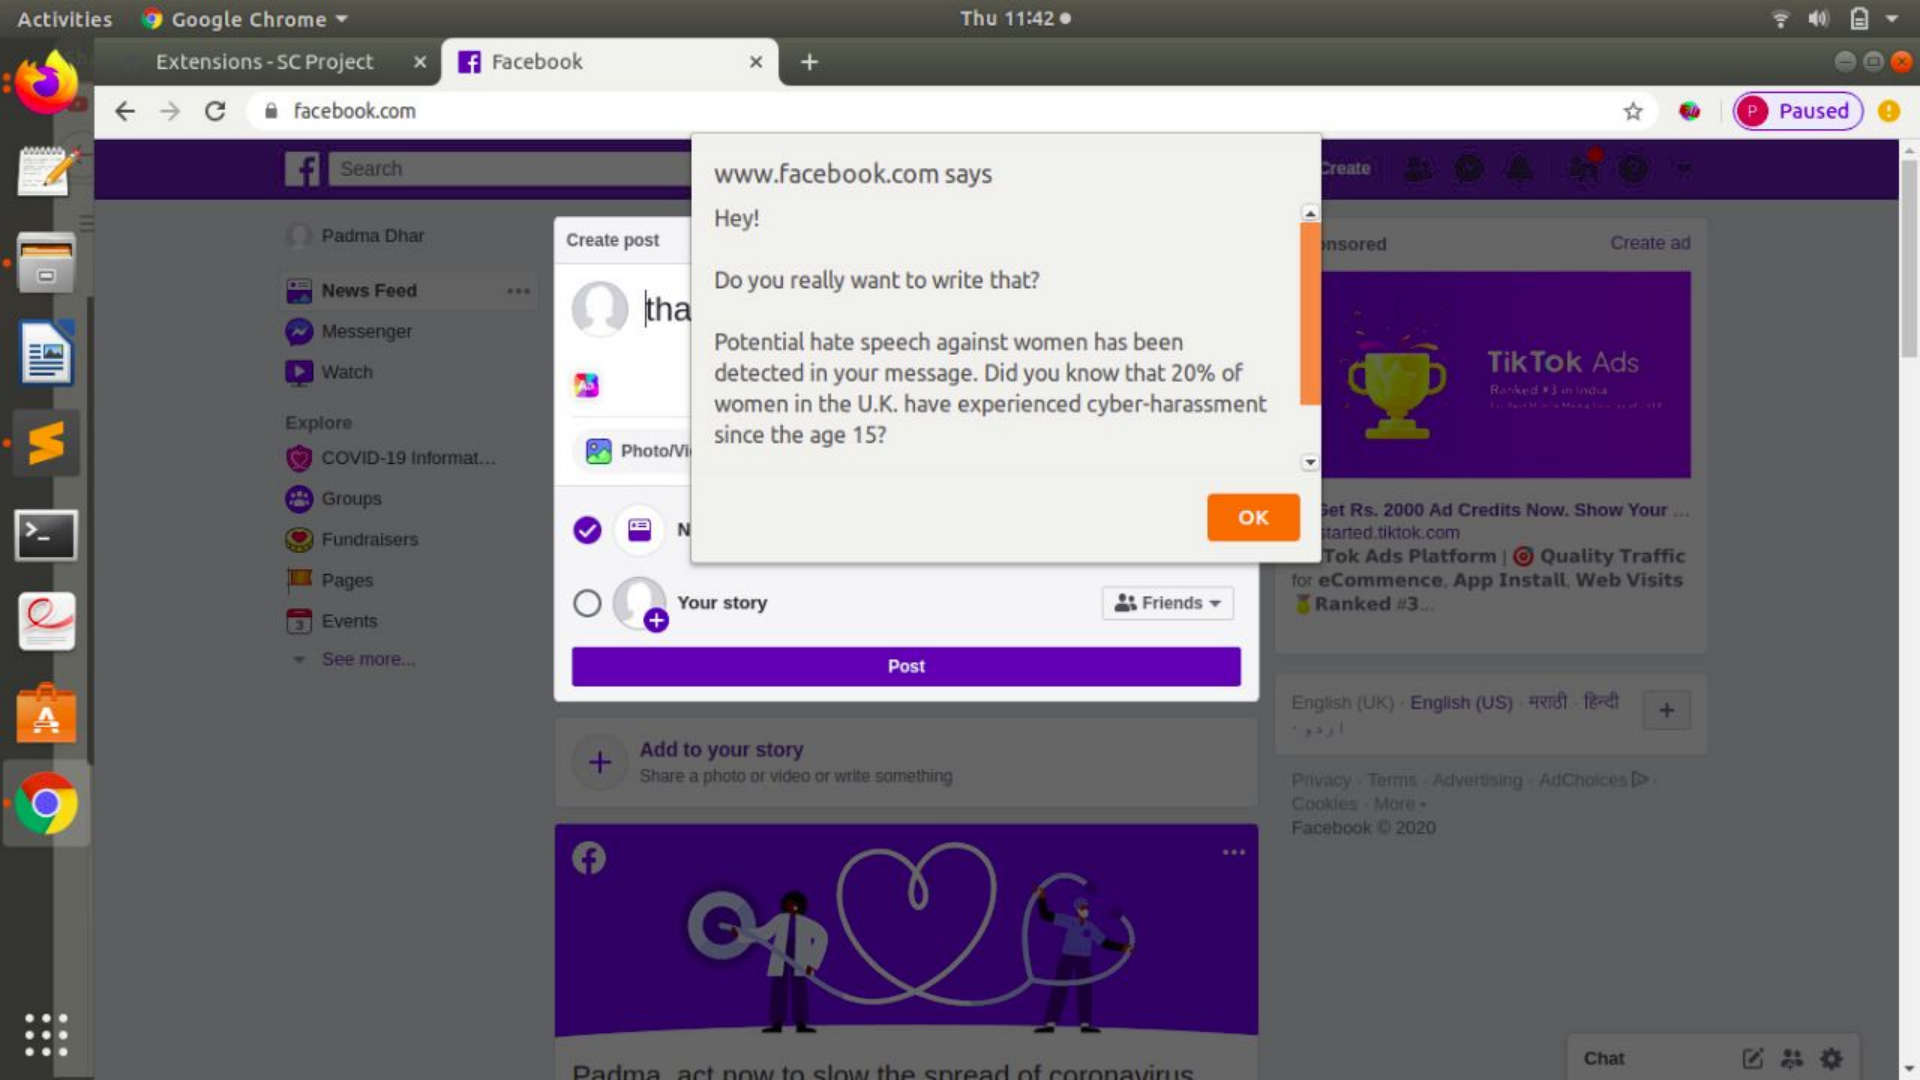 Activities
Google Chrome
Thu 11:42
Extensions - SC Project
Facebook
facebook.com
P
Paused
Search
Create
www.facebook.com says
Hey!
Do you really want to write that?
Potential hate speech against women has been
detected in your message. Did you know that 20% of
women in the U.K. have experienced cyber-harassment
since the age 15?
OK
Padma Dhar
News Feed
Messenger
Watch
Explore
COVID-19 Informat...
Groups
Fundraisers
Pages
3 Events
See more...
Create post
tha
Photo/Vi
N
Your story
Friends
Post
Add to your story
Share a photo or video or write something
Padma, act now to slow the spread of coronavirus
nsored
Create ad
TikTok Ads
Ranked #3 in India
Get Rs. 2000 Ad Credits Now. Show Your ...
started.tiktok.com
Tok Ads Platform | 🎯 Quality Traffic
for eCommence, App Install, Web Visits
🏅Ranked #3...
English (UK) · English (US) · मराठी · हिन्दी
اردو ·
Privacy · Terms · Advertising · AdChoices ·
Cookies · More
Facebook © 2020
Chat